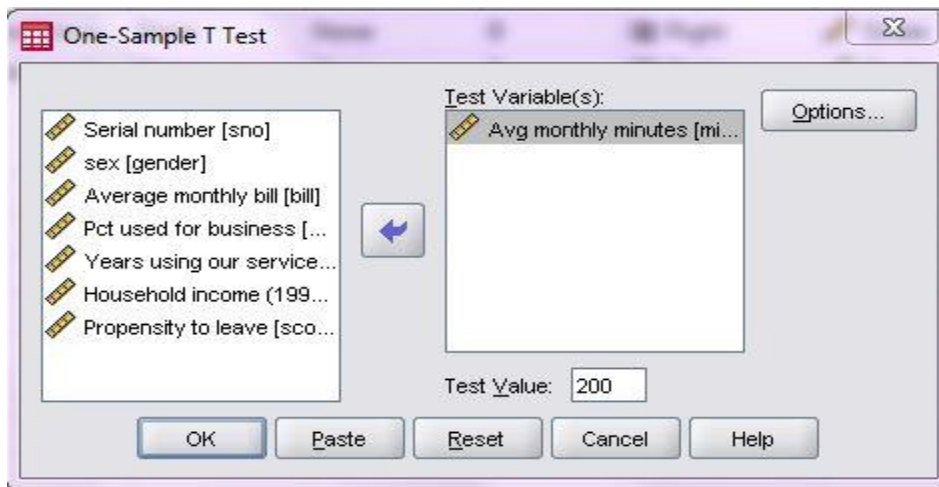 One-Sample T Test
Serial number [sno]
sex [gender]
Average monthly bill [bill]
Pct used for business [...
Years using our service...
Household income (199...
Propensity to leave [sco...
Test Variable(s):
Avg monthly minutes [mi...
Options...
Test Value: 200
OK Paste Reset Cancel Help